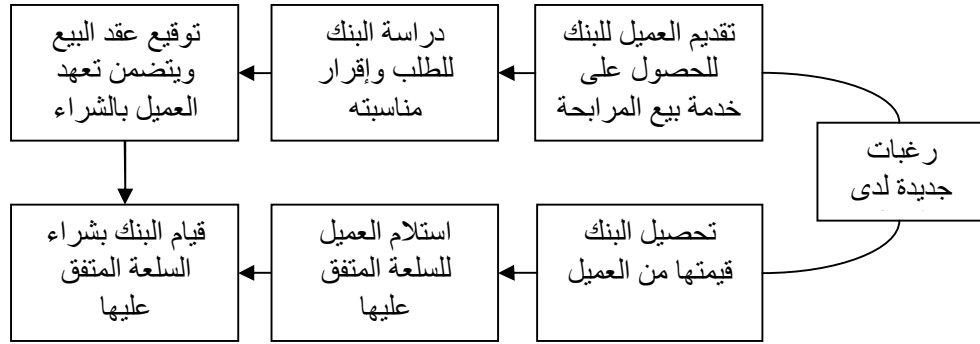 تقديم العميل للبنك
للحصول على
خدمة بيع المرابحة
دراسة البنك
للطلب وإقرار
مناسبته
توقيع عقد البيع
ويتضمن تعهد
العميل بالشراء
رغبات
جديدة لدى
تحصيل البنك
قيمتها من العميل
استلام العميل
للسلعة المتفق
عليها
قيام البنك بشراء
السلعة المتفق
عليها